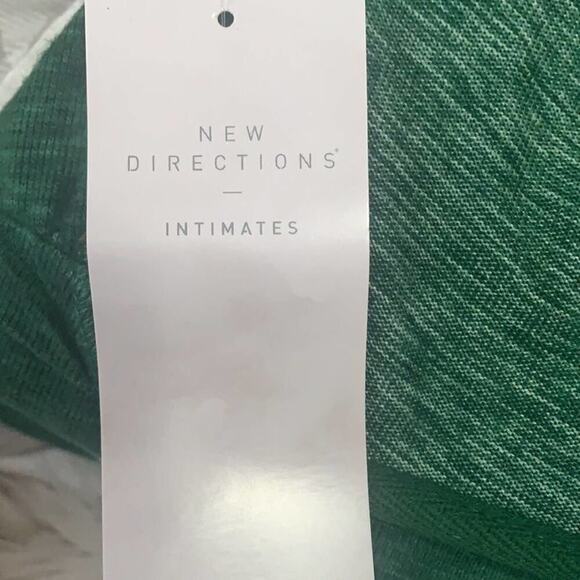 NEW
DIRECTIONS®
—
INTIMATES